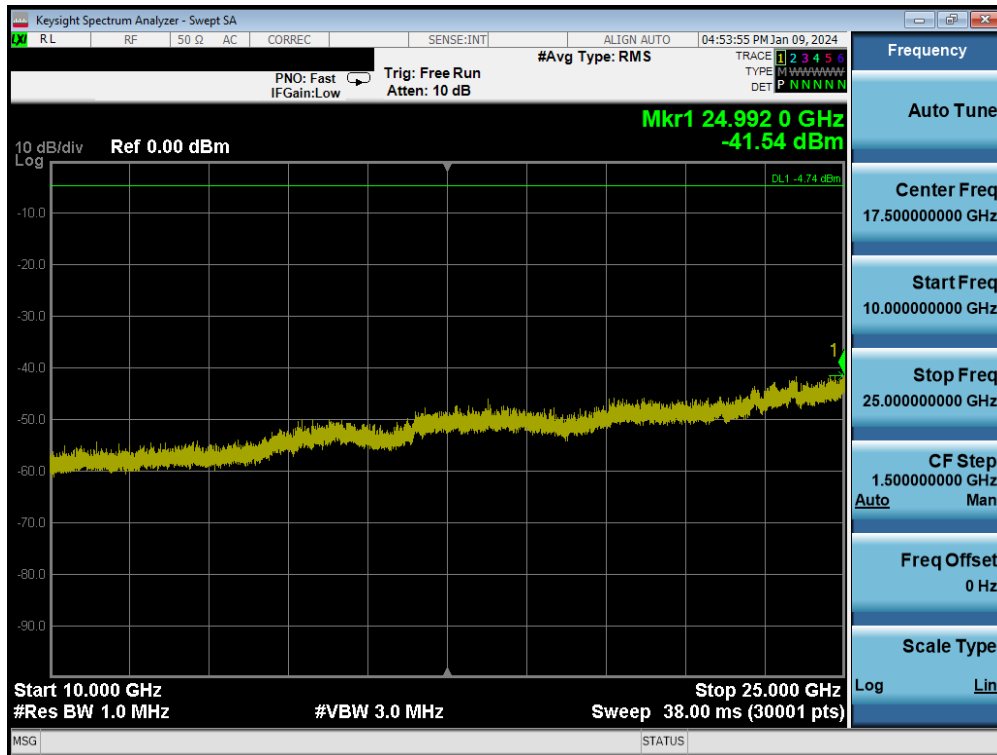 Keysight Spectrum Analyzer - Swept SA
LXI RL RF 50 Ω AC CORREC SENSE:INT ALIGN AUTO 04:53:55 PM Jan 09, 2024
#Avg Type: RMS
TRACE 1 2 3 4 5 6
PNO: Fast Trig: Free Run
TYPE M WWWWW
IFGain:Low Atten: 10 dB
DET P N N N N N
Mkr1 24.992 0 GHz
-41.54 dBm
10 dB/div Ref 0.00 dBm
Log
DL1 -4.74 dBm
-10.0
-20.0
-30.0
1
-40.0
-50.0
-60.0
-70.0
-80.0
-90.0
Start 10.000 GHz Stop 25.000 GHz
#Res BW 1.0 MHz #VBW 3.0 MHz Sweep 38.00 ms (30001 pts)
MSG STATUS
Frequency
Auto Tune
Center Freq
17.500000000 GHz
Start Freq
10.000000000 GHz
Stop Freq
25.000000000 GHz
CF Step
1.500000000 GHz
Auto Man
Freq Offset
0 Hz
Scale Type
Log Lin